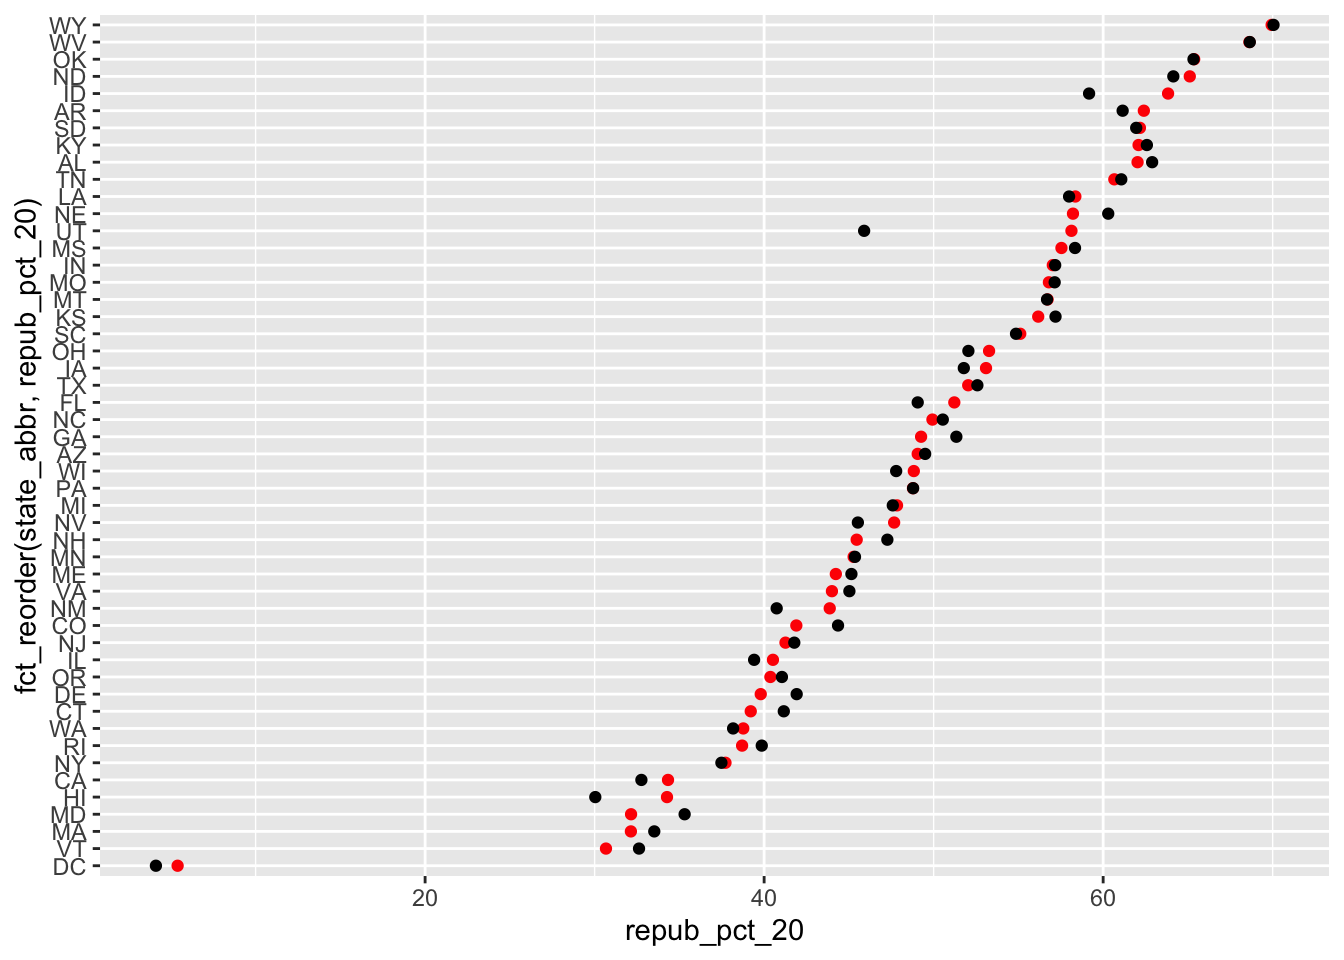 fct_reorder(state_abbr, repub_pct_20)
WY
WV
OK
ND
ID
AR
SD
KY
AL
TN
LA
NE
UT
MS
IN
MO
MT
KS
SC
OH
IA
TX
FL
NC
GA
AZ
WI
PA
MI
NV
NH
MN
ME
VA
NM
CO
NJ
IL
OR
DE
CT
WA
RI
NY
CA
HI
MD
MA
VT
DC
20 40 60
repub_pct_20